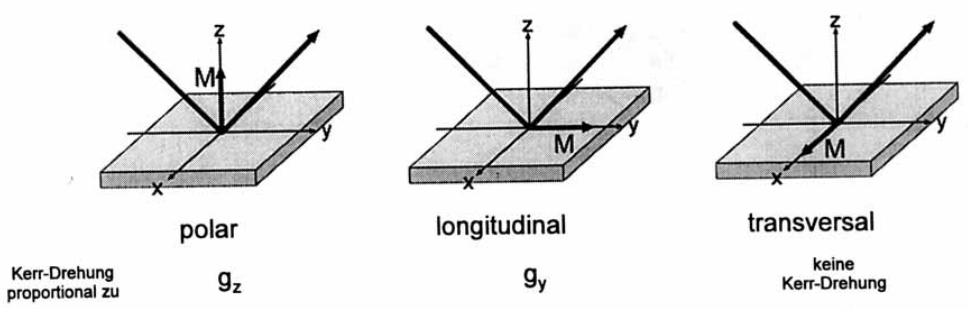 z
M
y
x
polar
z
M
y
x
longitudinal
z
M
y
x
transversal
Kerr-Drehung
proportional zu
g_z
g_y
keine
Kerr-Drehung